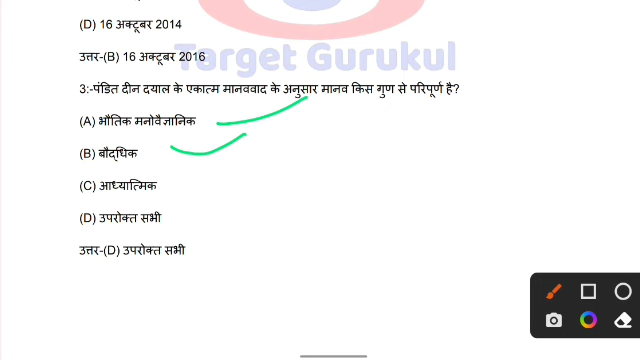 (D) 16 अक्टूबर 2014
उत्तर-(B) 16 अक्टूबर 2016
Target Gurukul
3:-पंडित दीन दयाल के एकात्म मानववाद के अनुसार मानव किस गुण से परिपूर्ण है?
(A) भौतिक मनोवैज्ञानिक
(B) बौद्धिक
(C) आध्यात्मिक
(D) उपरोक्त सभी
उत्तर-(D) उपरोक्त सभी